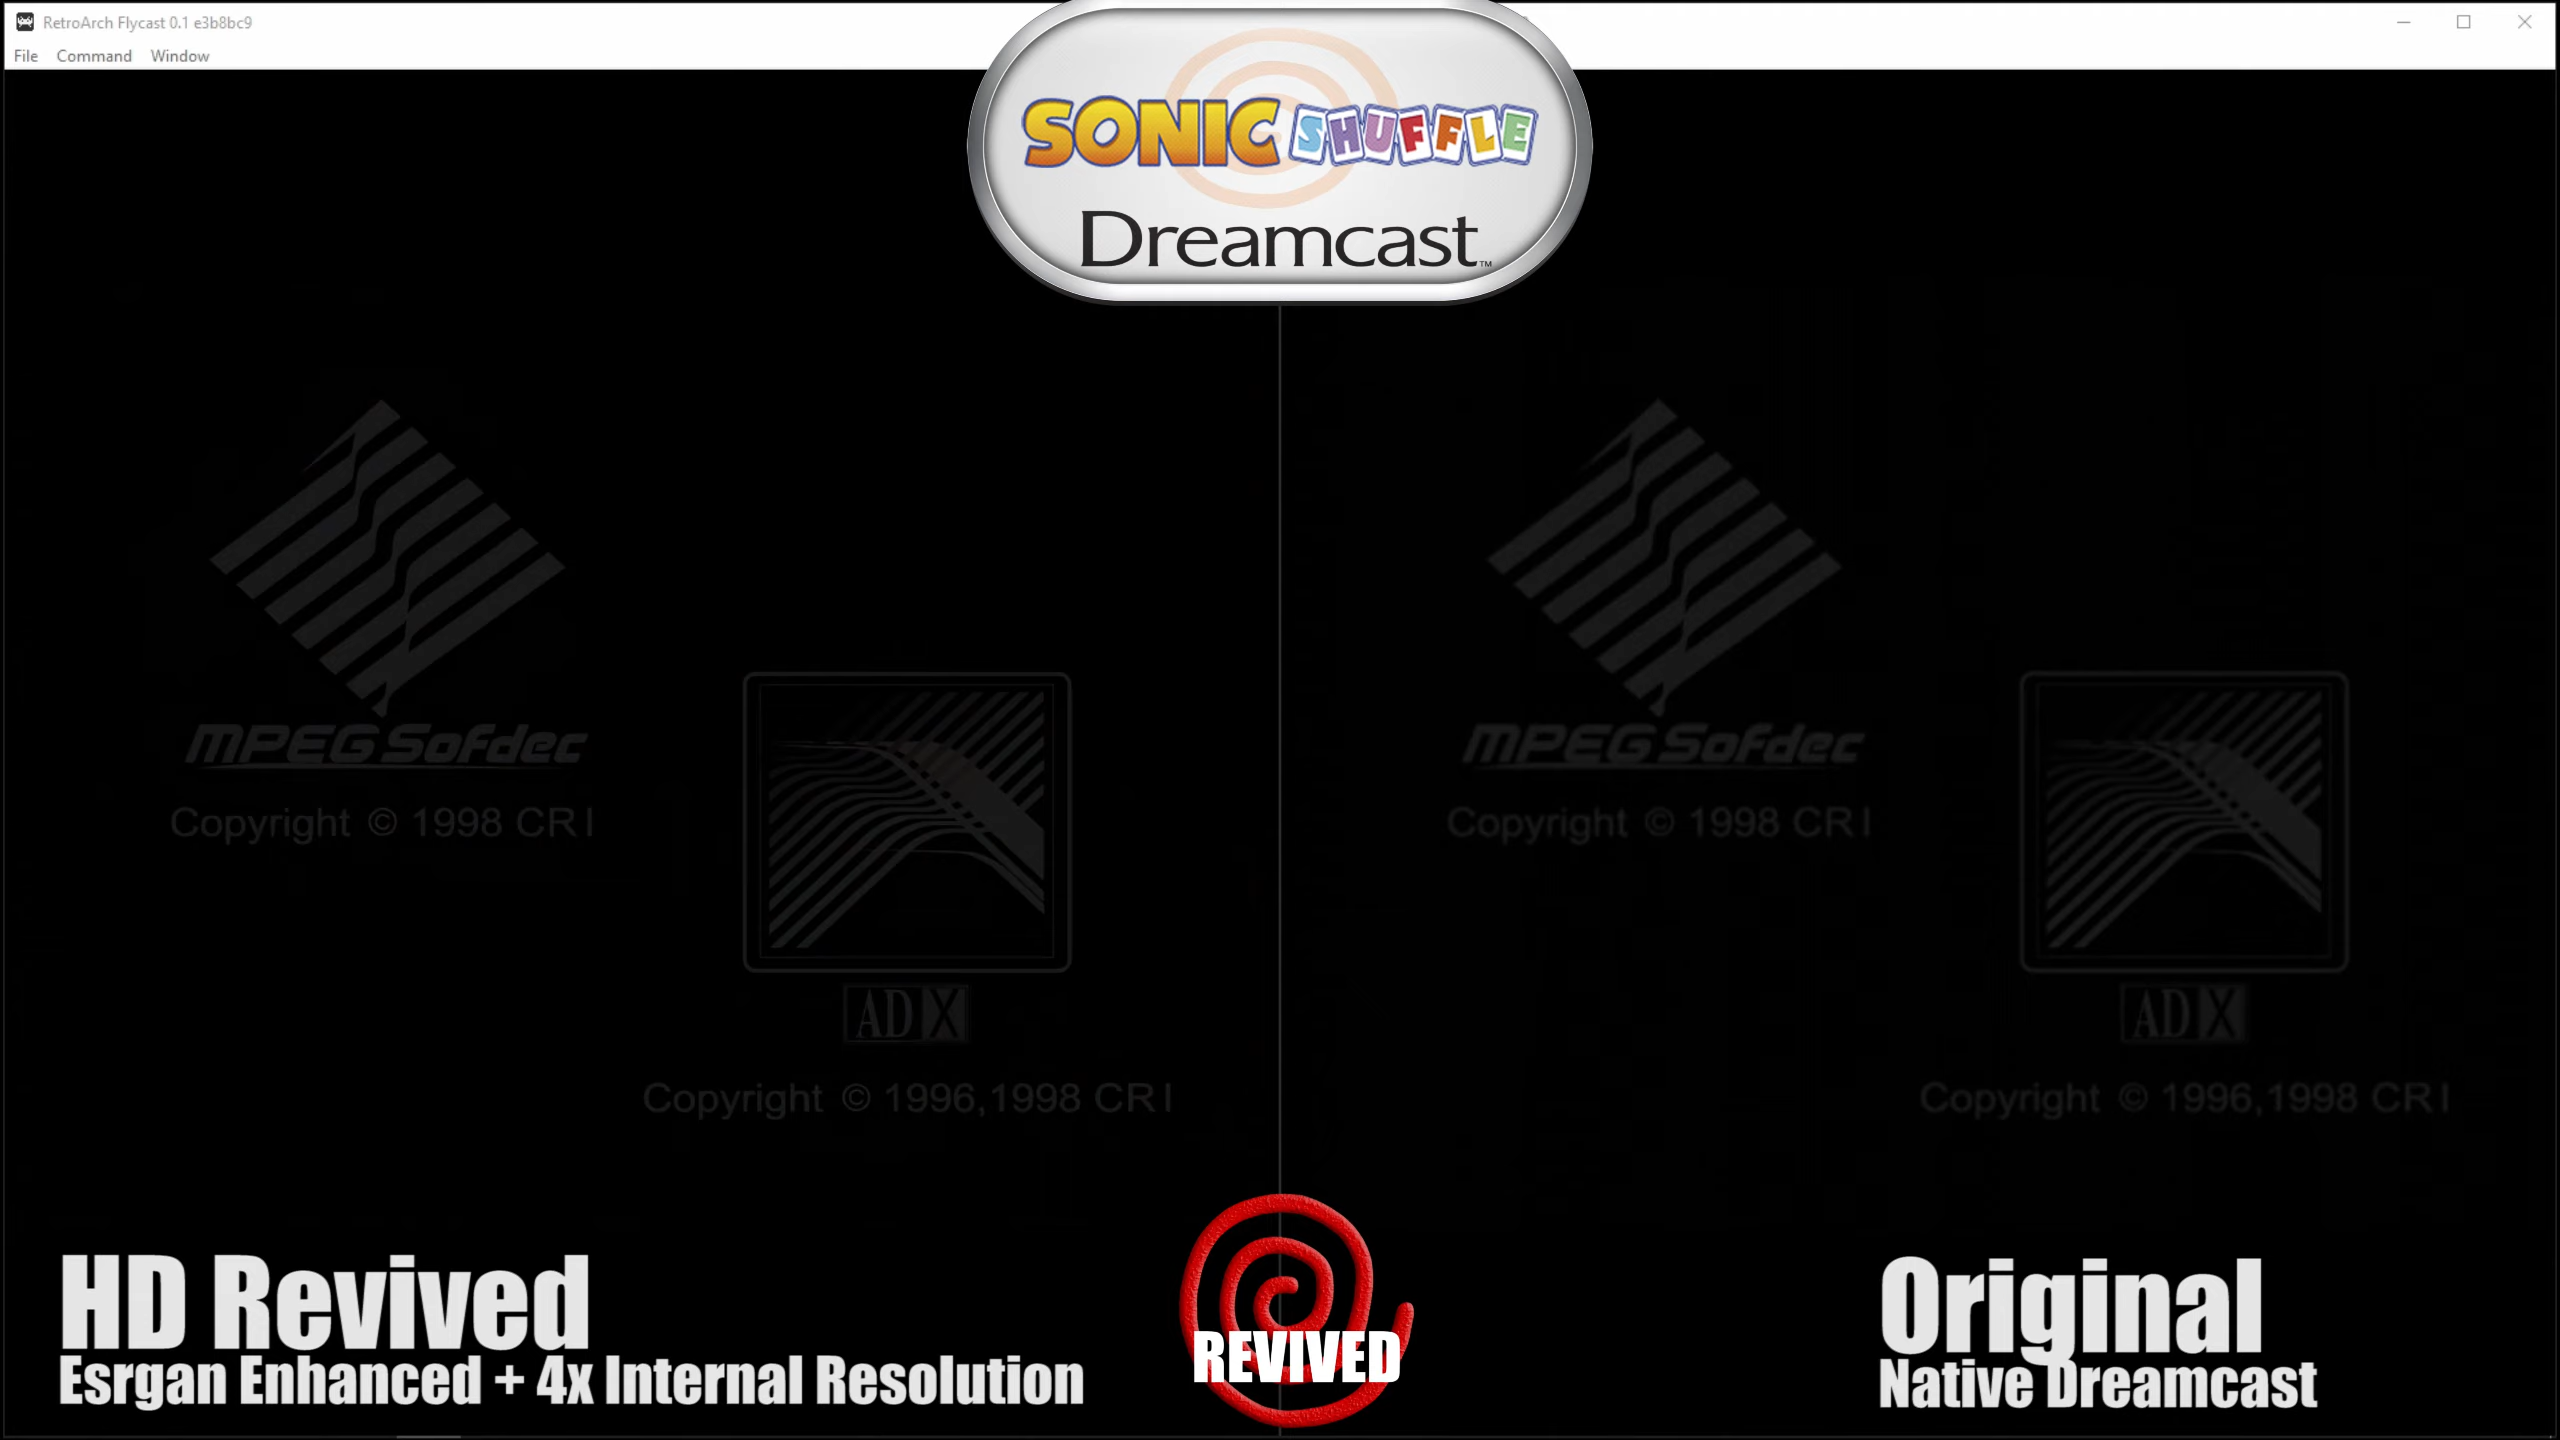 RetroArch Flycast 0.1 e3b8bc9
File Command Window
SONIC SHUFFLE
Dreamcast™
MPEG Sofdec
Copyright © 1998 CRI
ADX
Copyright © 1996,1998 CRI
MPEG Sofdec
Copyright © 1998 CRI
ADX
Copyright © 1996,1998 CRI
HD Revived
Esrgan Enhanced + 4x Internal Resolution
REVIVED
Original
Native Dreamcast